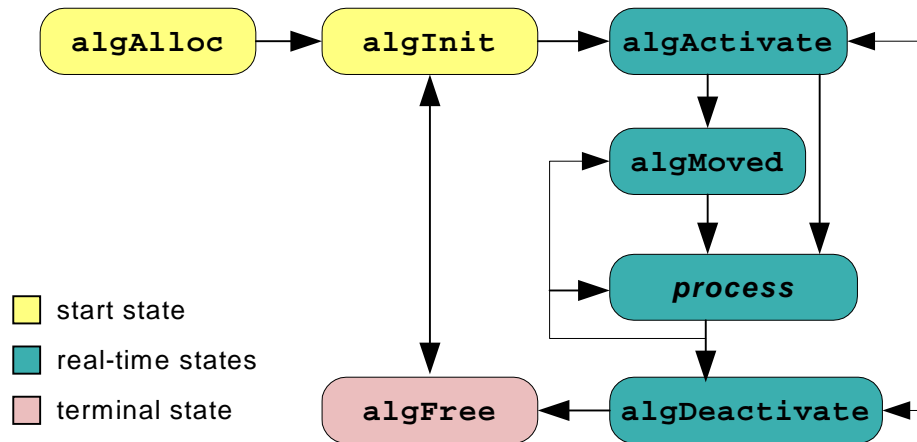 algAlloc
algInit
algActivate
algMoved
process
start state
real-time states
terminal state
algFree
algDeactivate